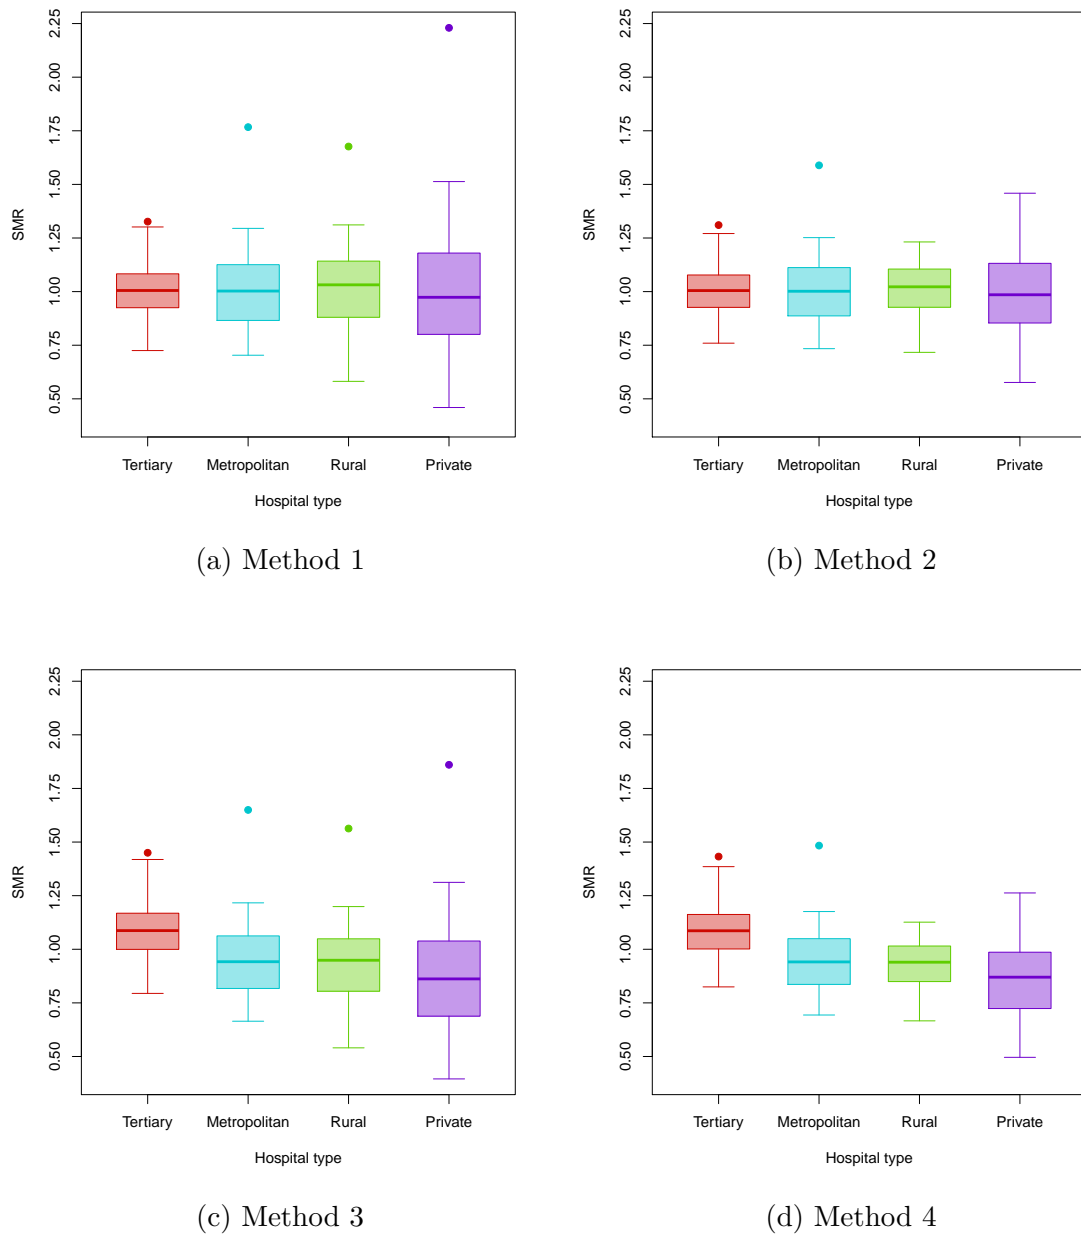 2.25
2.00
1.75
1.50
1.25
1.00
0.75
0.50
SMR
Tertiary Metropolitan Rural Private
Hospital type
(a) Method 1
2.25
2.00
1.75
1.50
1.25
1.00
0.75
0.50
SMR
Tertiary Metropolitan Rural Private
Hospital type
(b) Method 2
2.25
2.00
1.75
1.50
1.25
1.00
0.75
0.50
SMR
Tertiary Metropolitan Rural Private
Hospital type
(c) Method 3
2.25
2.00
1.75
1.50
1.25
1.00
0.75
0.50
SMR
Tertiary Metropolitan Rural Private
Hospital type
(d) Method 4